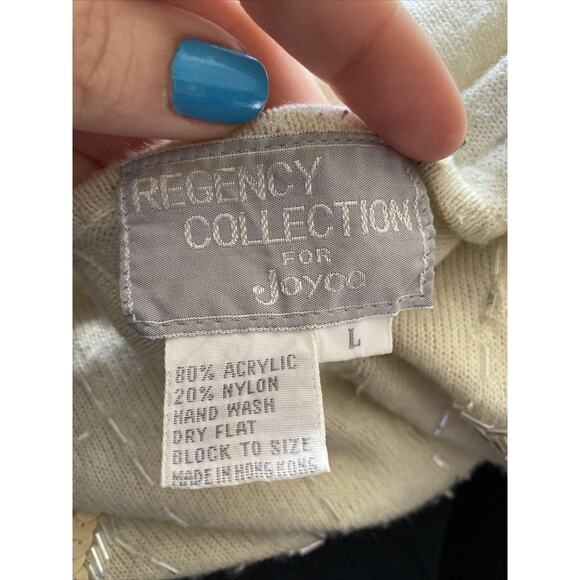 REGENCY
COLLECTION
FOR
Joyce
L
80% ACRYLIC
20% NYLON
HAND WASH
DRY FLAT
BLOCK TO SIZE
MADE IN HONG KONG